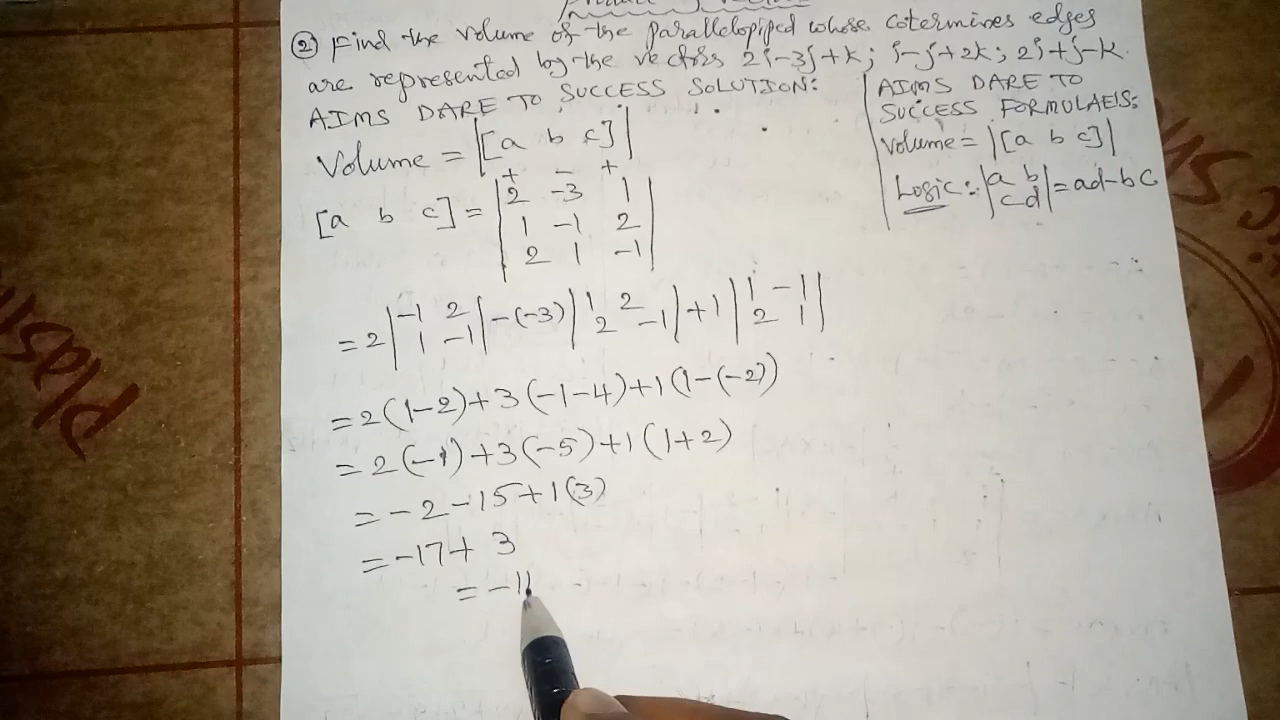 ② Find the volume of the parallelopiped whose cotermines edges
are represented by the vectors 2i-3j+k; i-j+2k; 2i+j-k.
AIMS DARE TO SUCCESS SOLUTION:
Volume = |[a b c]|
+ - +
[a b c] = |2 -3 1|
|1 -1 2|
|2 1 -1|
= 2|-1 2| -(-3)|1 2| +1|1 -1|
|1 -1| |2 -1| |2 1|
= 2(1-2)+3(-1-4)+1(1-(-2))
= 2(-1)+3(-5)+1(1+2)
= -2-15+1(3)
= -17+ 3
= -1
AIMS DARE TO
SUCCESS FORMULAEIS:
Volume = |[a b c]|
Logic:- |a b| = ad-bc
|c d|